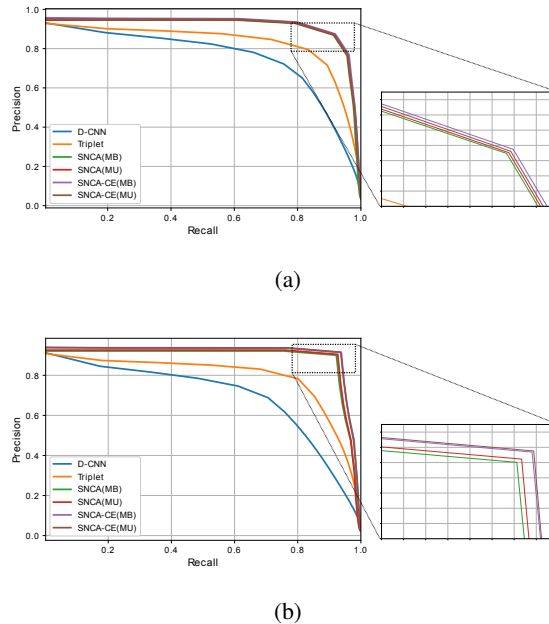 1.0
0.8
0.6
0.4
0.2
0.0
Precision
D-CNN
Triplet
SNCA(MB)
SNCA(MU)
SNCA-CE(MB)
SNCA-CE(MU)
0.2 0.4 0.6 0.8 1.0
Recall
(a)
0.8
0.6
0.4
0.2
0.0
Precision
D-CNN
Triplet
SNCA(MB)
SNCA(MU)
SNCA-CE(MB)
SNCA-CE(MU)
0.2 0.4 0.6 0.8 1.0
Recall
(b)